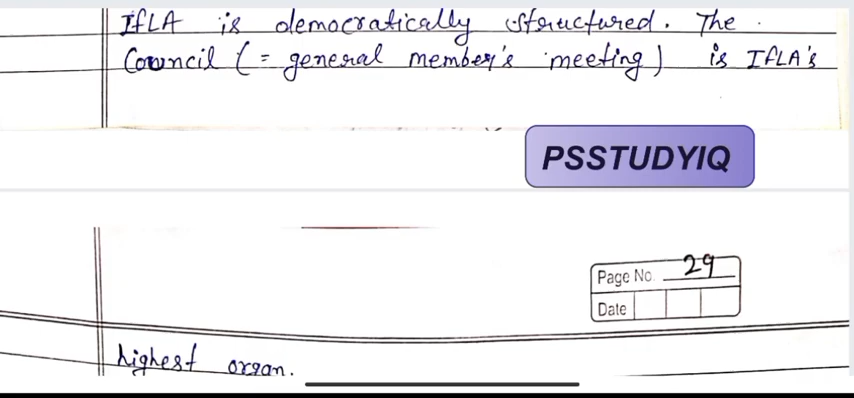 IFLA is democratically structured. The
Council (= general member's meeting) is IFLA's
PSSTUDYIQ
Page No. 29
Date
highest organ.